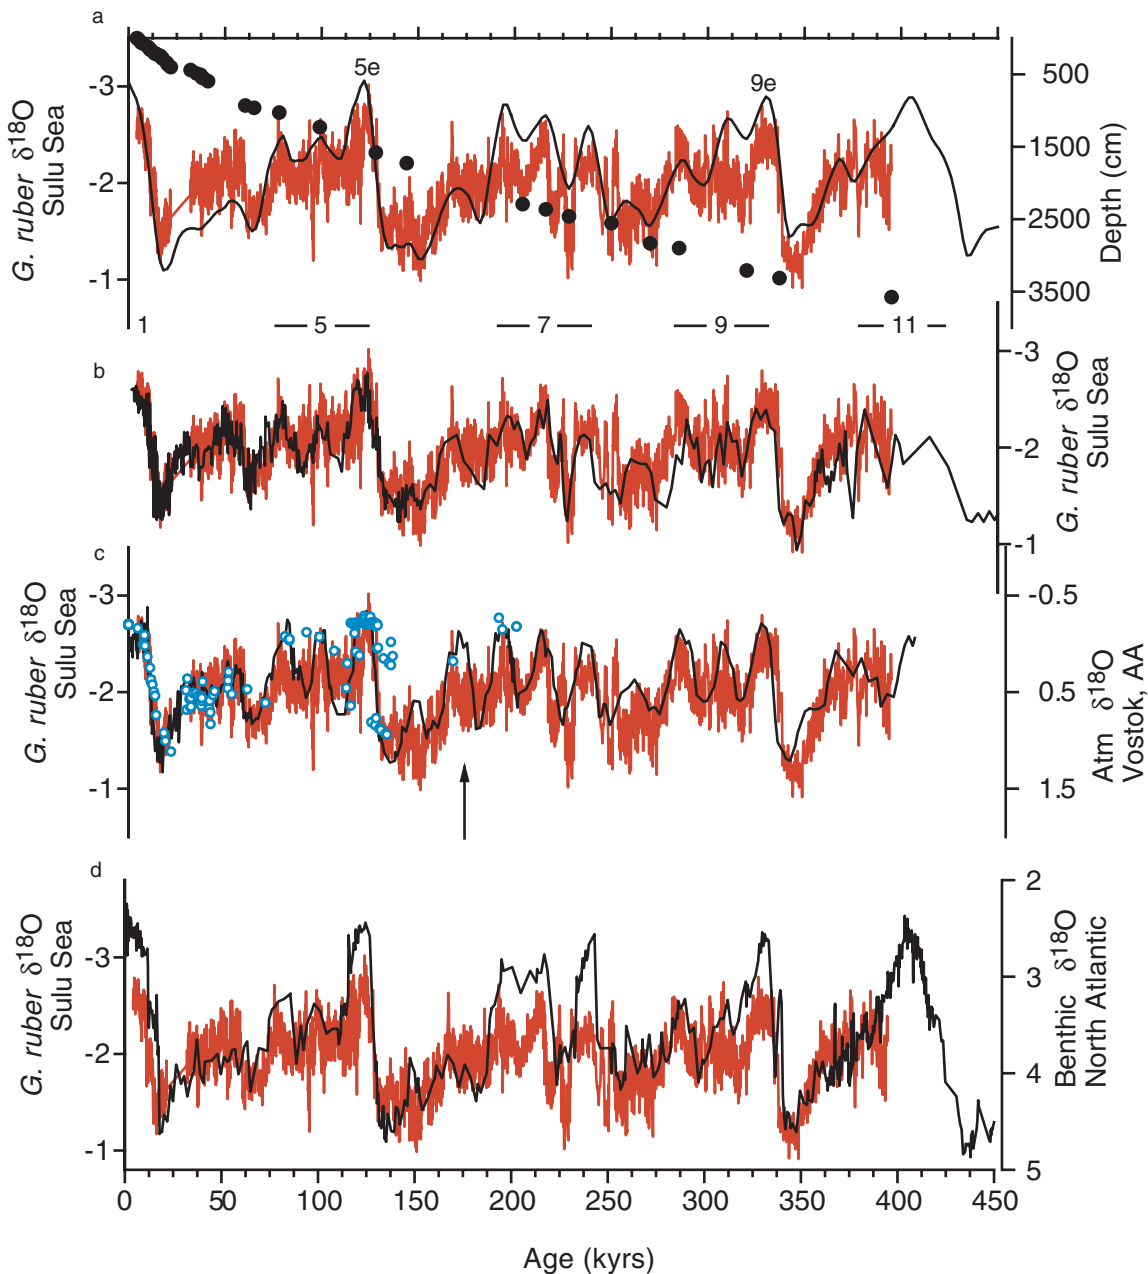 a
5e
9e
-3
-2
-1
G. ruber δ18O
Sulu Sea
500
1500
2500
3500
Depth (cm)
1 5 7 9 11
b
-3
-2
-1
G. ruber δ18O
Sulu Sea
c
-3
-2
-1
G. ruber δ18O
Sulu Sea
-0.5
0.5
1.5
Atm δ18O
Vostok, AA
d
-3
-2
-1
G. ruber δ18O
Sulu Sea
2
3
4
5
Benthic δ18O
North Atlantic
0 50 100 150 200 250 300 350 400 450
Age (kyrs)